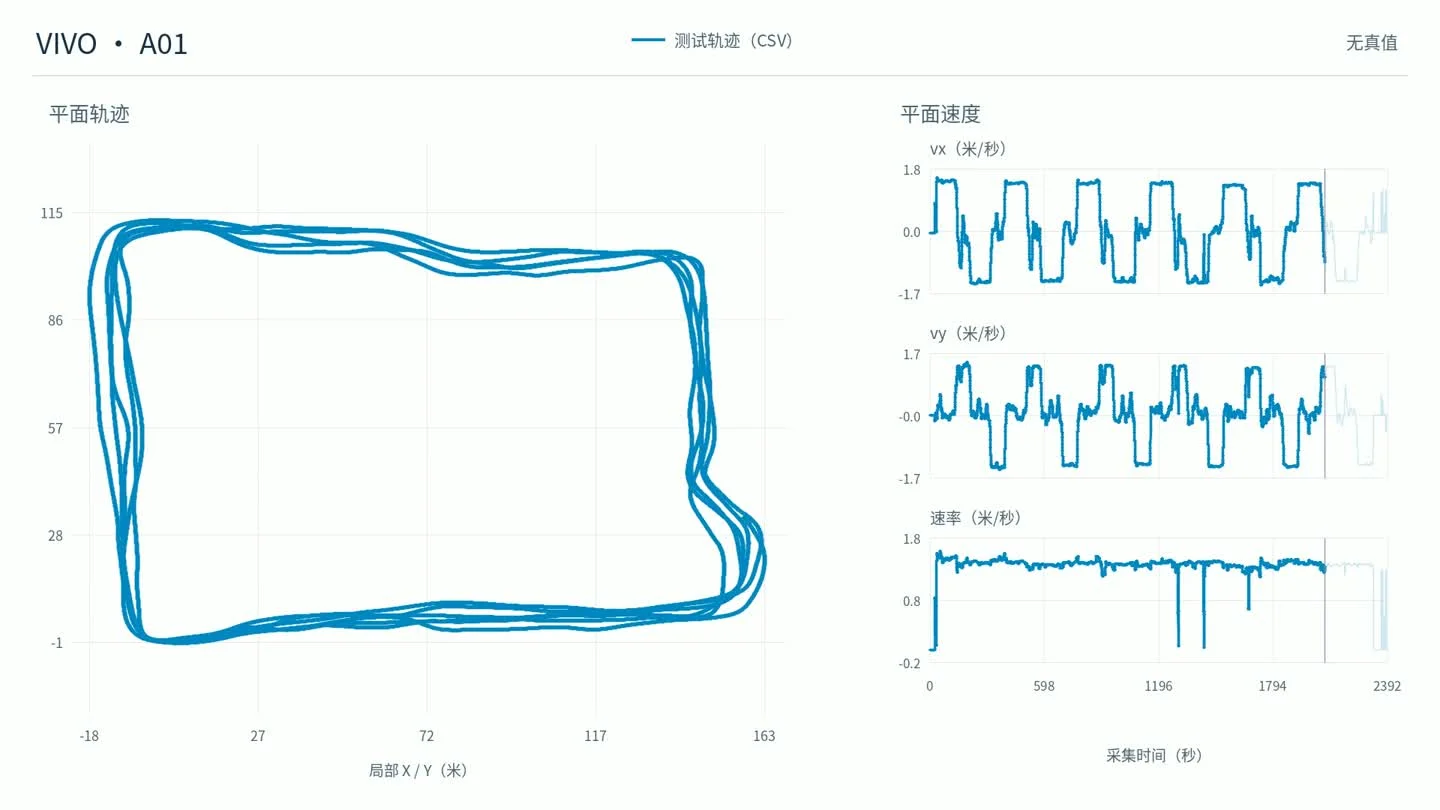 VIVO · A01
测试轨迹（CSV）
无真值
平面轨迹
115
86
57
28
-1
-18 27 72 117 163
局部 X / Y（米）
平面速度
vx（米/秒）
1.8
0.0
-1.7
vy（米/秒）
1.7
-0.0
-1.7
速率（米/秒）
1.8
0.8
-0.2
0 598 1196 1794 2392
采集时间（秒）